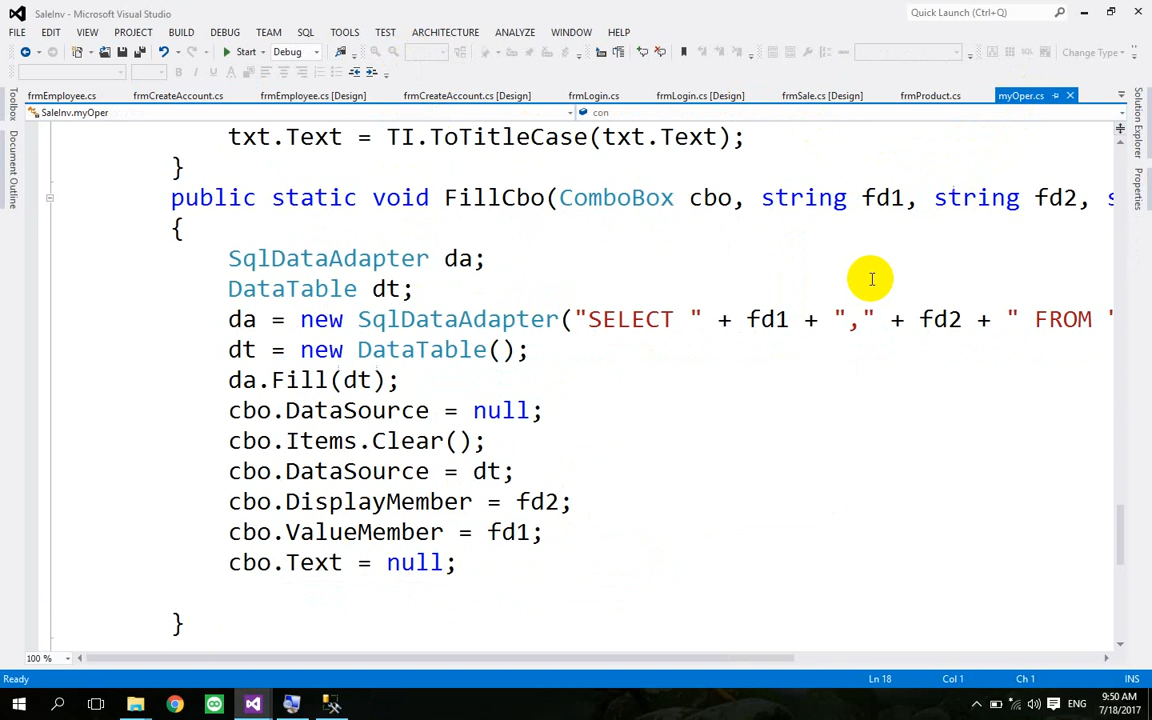 SaleInv - Microsoft Visual Studio
Quick Launch (Ctrl+Q)
FILE EDIT VIEW PROJECT BUILD DEBUG TEAM SQL TOOLS TEST ARCHITECTURE ANALYZE WINDOW HELP
Start Debug Change Type
frmEmployee.cs frmCreateAccount.cs frmEmployee.cs [Design] frmCreateAccount.cs [Design] frmLogin.cs frmLogin.cs [Design] frmSale.cs [Design] frmProduct.cs myOper.cs
SaleInv.myOper con
Toolbox
Document Outline
Solution Explorer
Properties
txt.Text = TI.ToTitleCase(txt.Text);
}
public static void FillCbo(ComboBox cbo, string fd1, string fd2, s
{
SqlDataAdapter da;
DataTable dt;
da = new SqlDataAdapter("SELECT " + fd1 + "," + fd2 + " FROM "
dt = new DataTable();
da.Fill(dt);
cbo.DataSource = null;
cbo.Items.Clear();
cbo.DataSource = dt;
cbo.DisplayMember = fd2;
cbo.ValueMember = fd1;
cbo.Text = null;
}
100 %
Ready Ln 18 Col 1 Ch 1 INS
ENG
9:50 AM
7/18/2017